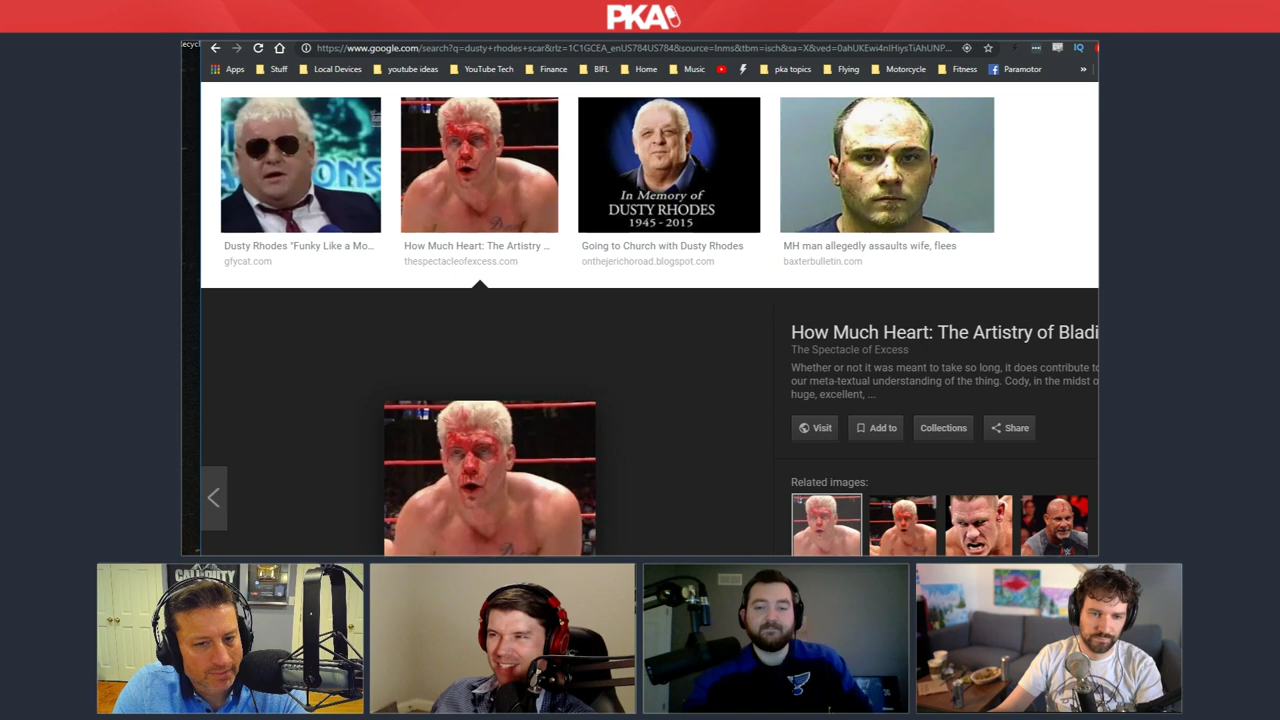 PKA
ecycl
https://www.google.com/search?q=dusty+rhodes+scar&rlz=1C1GCEA_enUS784US784&source=lnms&tbm=isch&sa=X&ved=0ahUKEwi4nIHiysTiAhUNP...
IQ
Apps Stuff Local Devices youtube ideas YouTube Tech Finance BIFL Home Music pka topics Flying Motorcycle Fitness Paramotor »
In Memory of
DUSTY RHODES
1945 - 2015
Dusty Rhodes "Funky Like a Mo... How Much Heart: The Artistry ... Going to Church with Dusty Rhodes MH man allegedly assaults wife, flees
gfycat.com thespectacleofexcess.com onthejerichoroad.blogspot.com baxterbulletin.com
How Much Heart: The Artistry of Bladi
The Spectacle of Excess
Whether or not it was meant to take so long, it does contribute to
our meta-textual understanding of the thing. Cody, in the midst o
huge, excellent, ...
Visit Add to Collections Share
Related images:
CALL OF DUTY